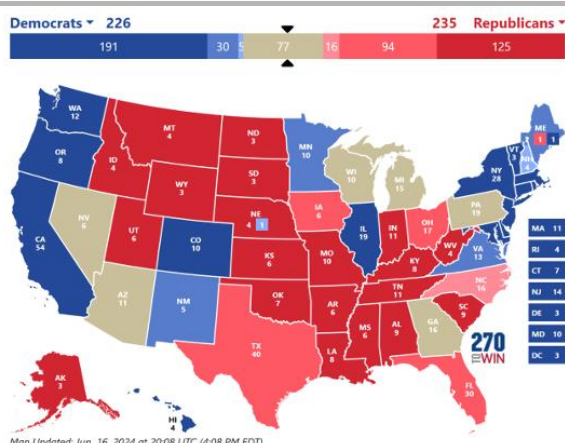 Democrats 226
235 Republicans
191 30 5 77 16 94 125
WA 12
OR 8
CA 54
NV 6
ID 4
MT 4
WY 3
UT 6
AZ 11
CO 10
NM 5
ND 3
SD 3
NE 4 1
KS 6
OK 7
TX 40
MN 10
IA 6
MO 10
AR 6
LA 8
WI 10
IL 19
MI 15
IN 11
OH 17
KY 8
TN 11
MS 6
AL 9
GA 16
FL 30
SC 9
NC 16
VA 13
WV 4
PA 19
NY 28
VT 3
NH 4
ME
2 1 1
MA 11
RI 4
CT 7
NJ 14
DE 3
MD 10
DC 3
AK 3
HI 4
270
TO WIN
Map Updated: Jun. 16, 2024 at 20:08 UTC (4:08 PM EDT)